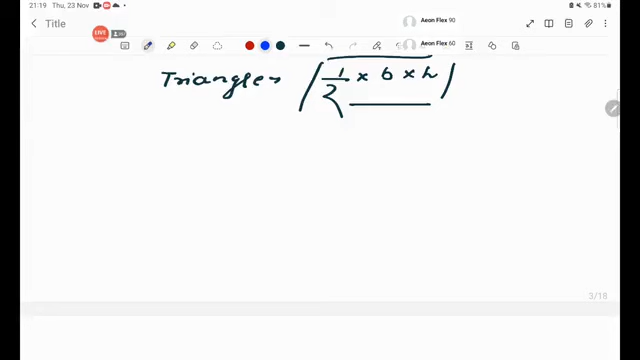 21:19 Thu, 23 Nov 81%
Title
Aeon Flex 90
LIVE
Aeon Flex 60
Triangles ( 1/2 × b × h )
3/18